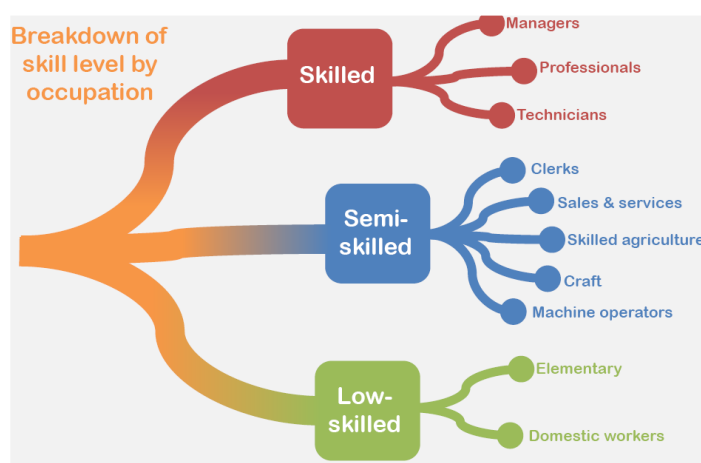 Breakdown of
skill level by
occupation
Skilled
Managers
Professionals
Technicians
Semi-
skilled
Clerks
Sales & services
Skilled agriculture
Craft
Machine operators
Low-
skilled
Elementary
Domestic workers